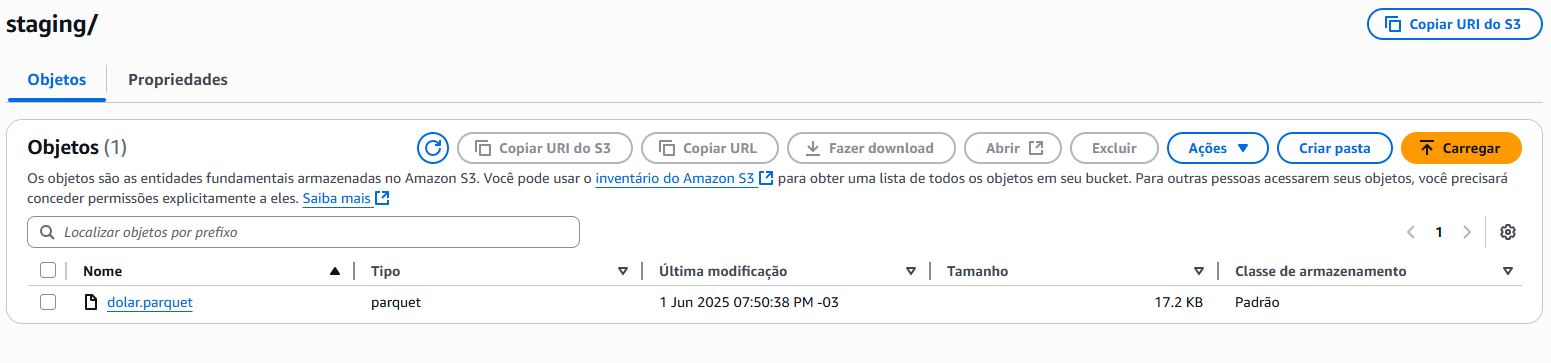 staging/
Copiar URI do S3
Objetos
Propriedades
Objetos (1)
Copiar URI do S3
Copiar URL
Fazer download
Abrir
Excluir
Ações
Criar pasta
Carregar
Os objetos são as entidades fundamentais armazenadas no Amazon S3. Você pode usar o inventário do Amazon S3 para obter uma lista de todos os objetos em seu bucket. Para outras pessoas acessarem seus objetos, você precisará
conceder permissões explicitamente a eles. Saiba mais
Localizar objetos por prefixo
1
Nome
Tipo
Última modificação
Tamanho
Classe de armazenamento
dolar.parquet
parquet
1 Jun 2025 07:50:38 PM -03
17.2 KB
Padrão